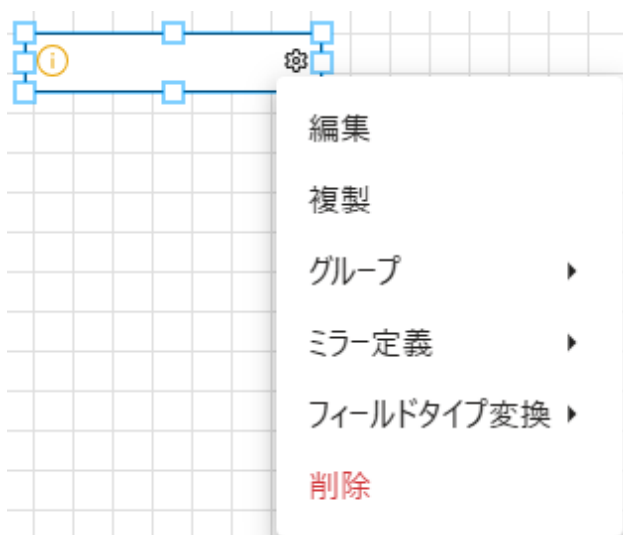 編集
複製
グループ
ミラー定義
フィールドタイプ変換
削除